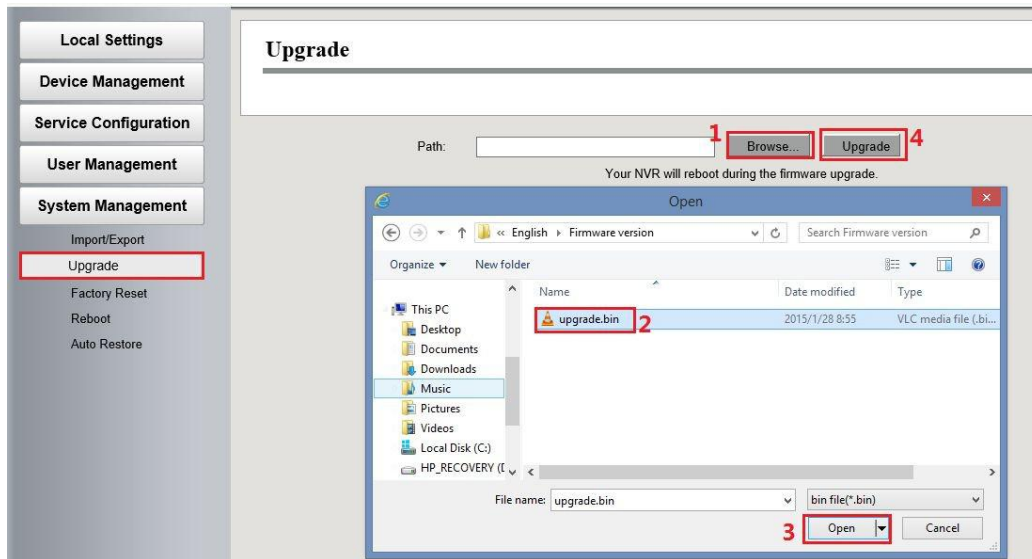 Local Settings
Device Management
Service Configuration
User Management
System Management
Import/Export
Upgrade
Factory Reset
Reboot
Auto Restore
Upgrade
Path:
1
Browse...
Upgrade
4
Your NVR will reboot during the firmware upgrade.
Open
« English
Firmware version
Search Firmware version
Organize
New folder
Name
Date modified
Type
This PC
Desktop
Documents
Downloads
Music
Pictures
Videos
Local Disk (C:)
HP_RECOVERY (D
upgrade.bin
2
2015/1/28 8:55
VLC media file (.bi...
File name:
upgrade.bin
bin file(*.bin)
3
Open
Cancel